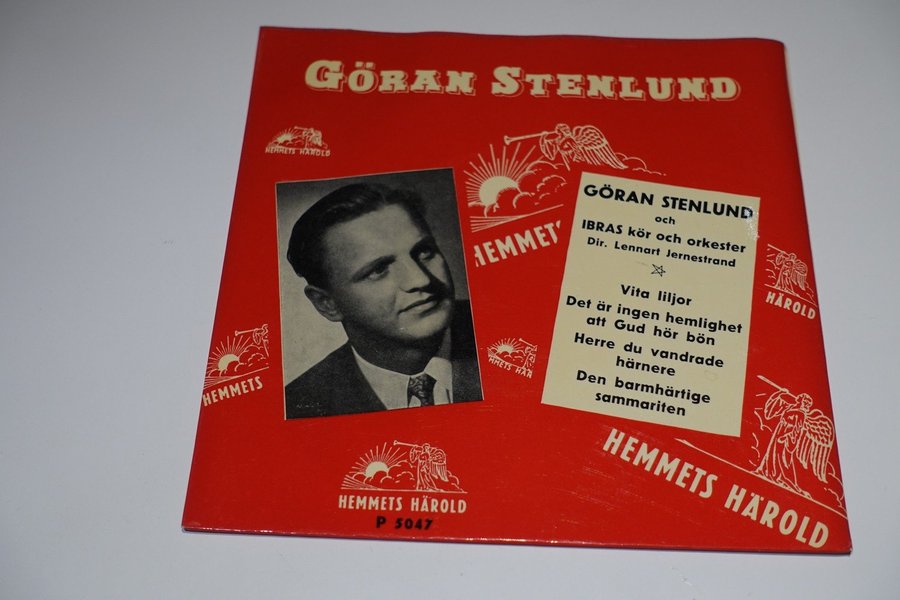 GÖRAN STENLUND
HEMMETS HÄROLD
HEMMETS
GÖRAN STENLUND
och
IBRAS kör och orkester
Dir. Lennart Jernestrand
Vita liljor
Det är ingen hemlighet
att Gud hör bön
Herre du vandrade
härnere
Den barmhärtige
sammariten
HÄROLD
HEMMETS
HEMMETS HÄR
HEMMETS HÄROLD
P 5047
HEMMETS HÄROLD